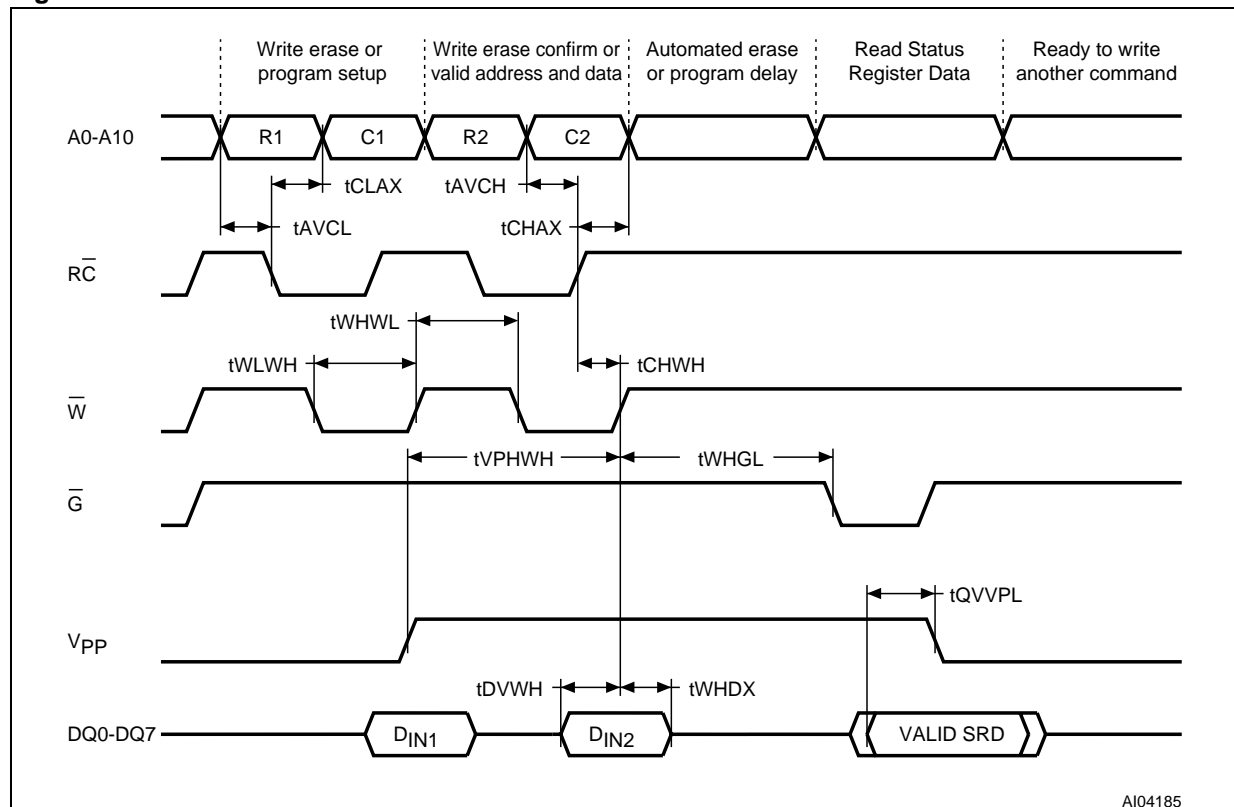 Write erase or
program setup
Write erase confirm or
valid address and data
Automated erase
or program delay
Read Status
Register Data
Ready to write
another command
A0-A10
R1
C1
R2
C2
tCLAX
tAVCH
tAVCL
tCHAX
RC̅
tWHWL
tWLWH
tCHWH
W̅
tVPHWH
tWHGL
G̅
tQVVPL
VPP
tDVWH
tWHDX
DQ0-DQ7
DIN1
DIN2
VALID SRD
AI04185